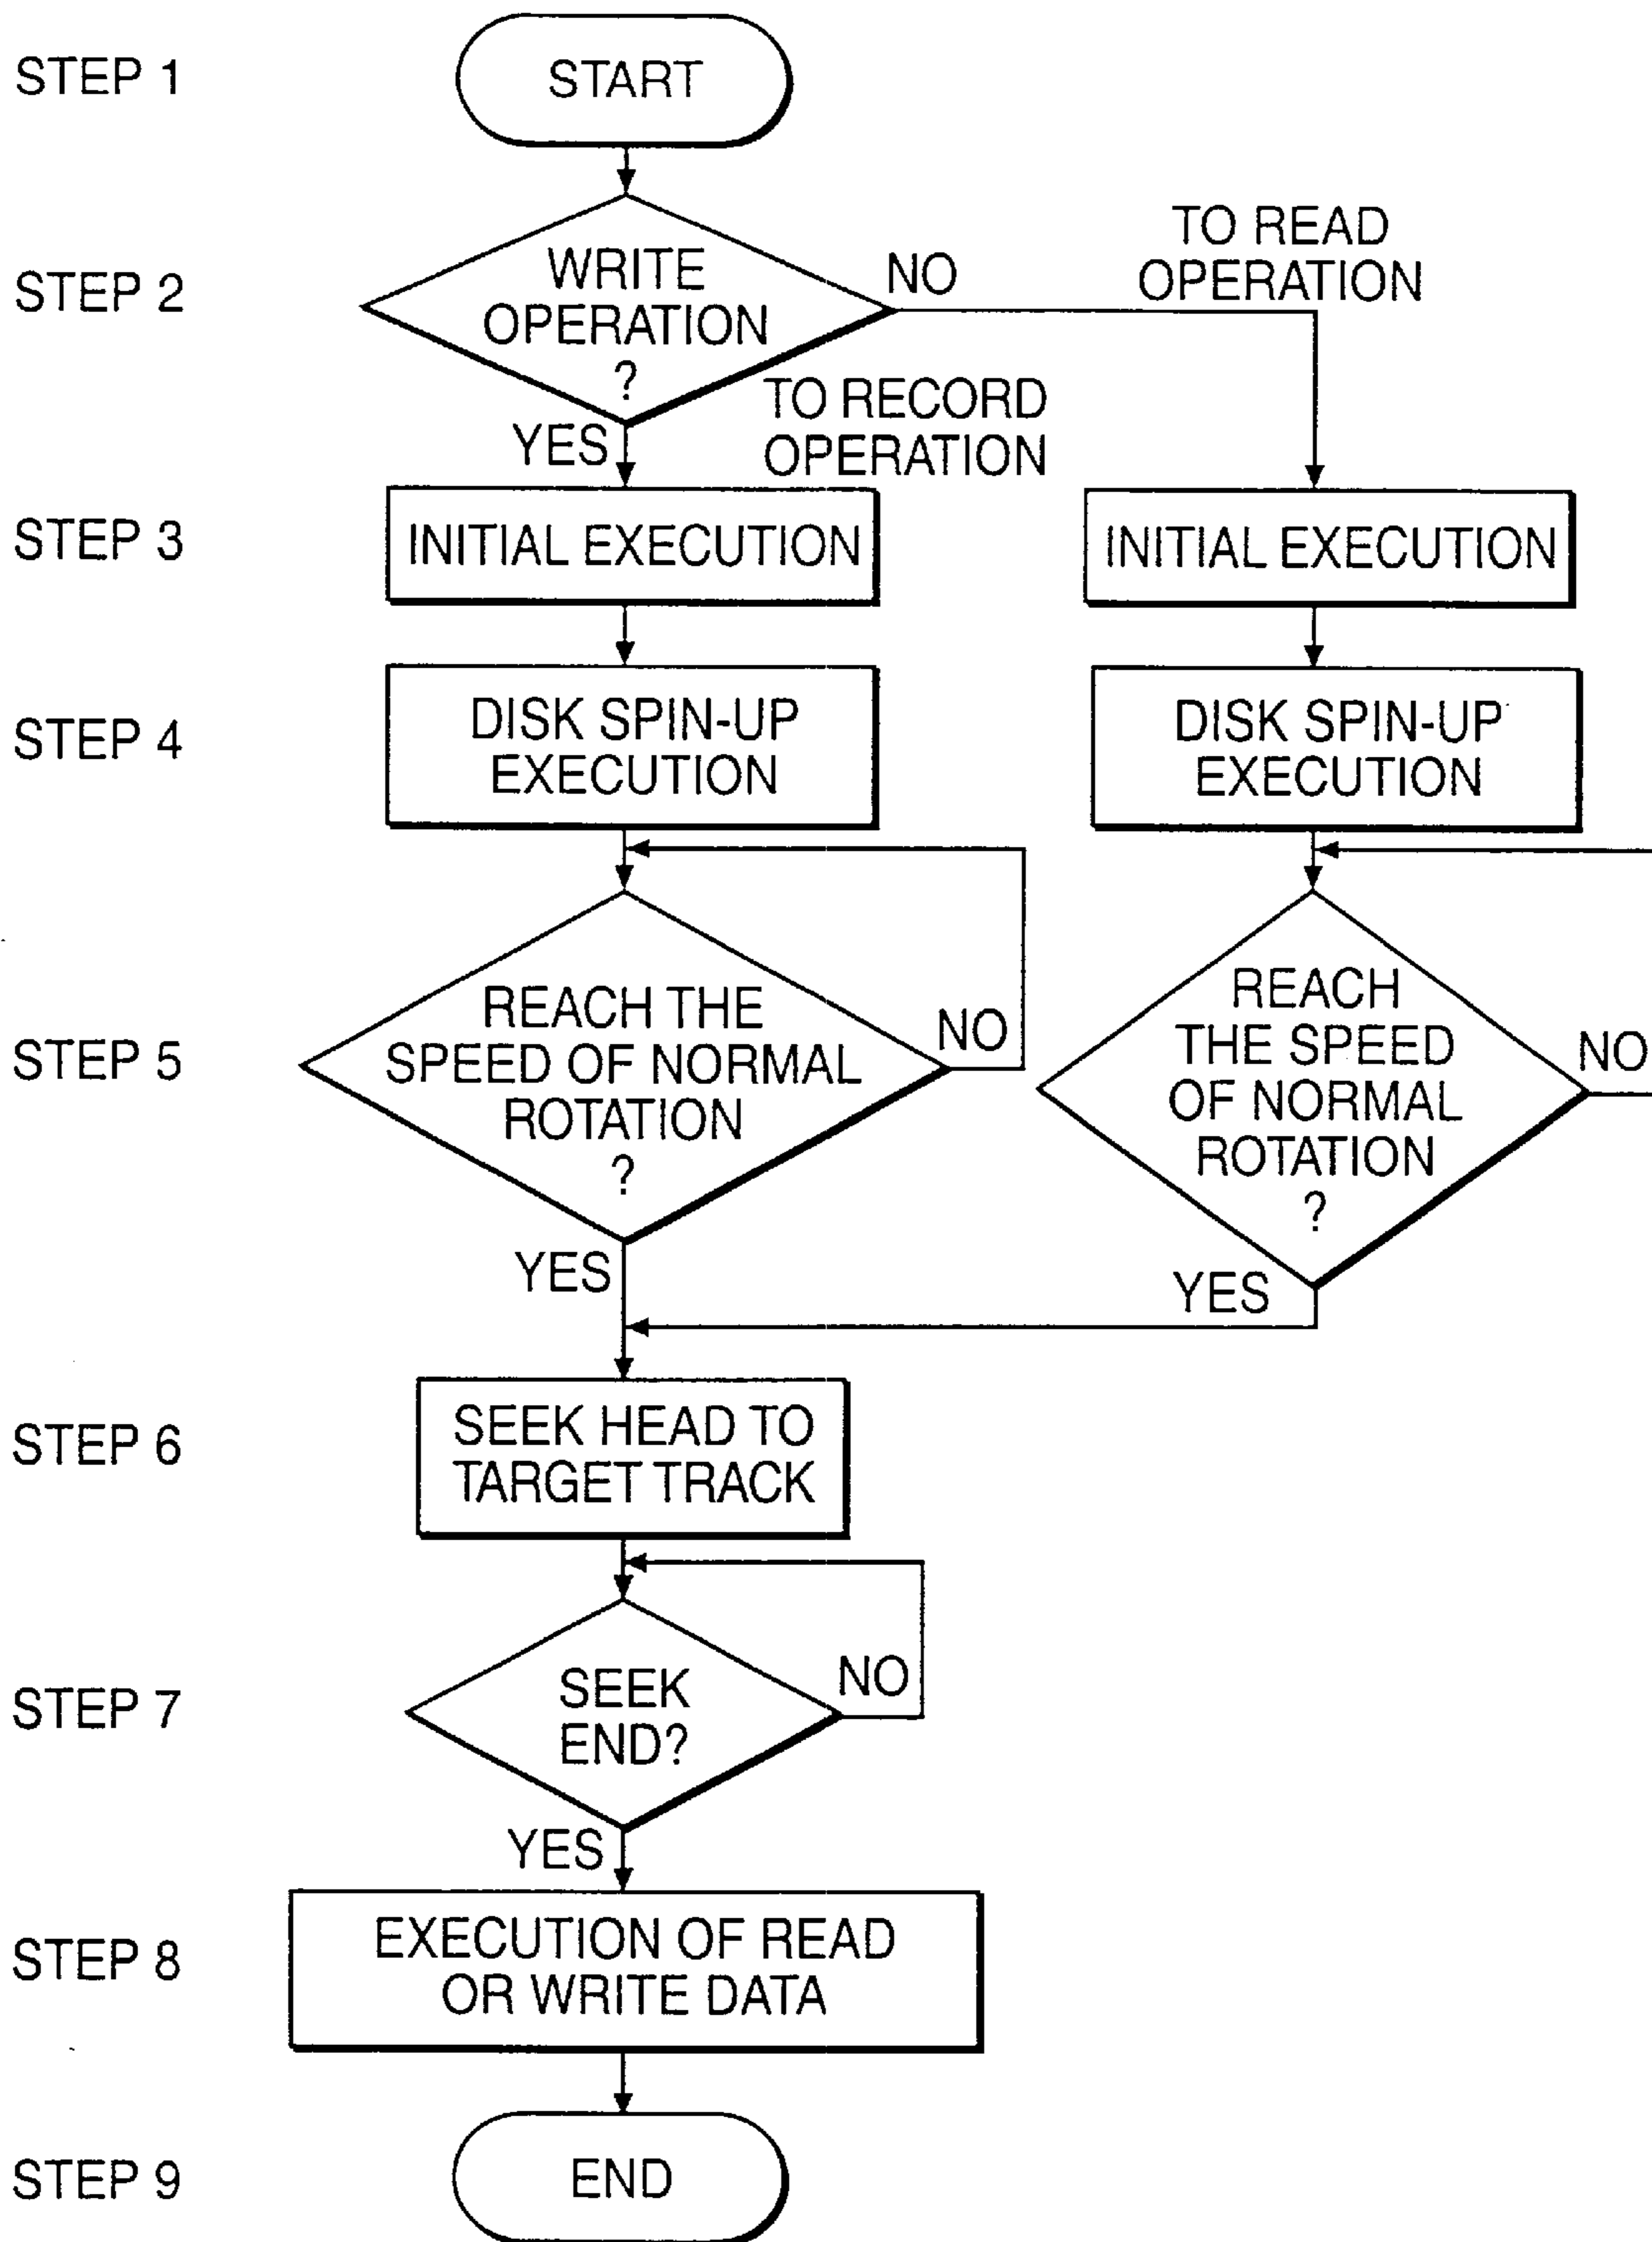 STEP 1
START
STEP 2
WRITE
OPERATION
?
NO
TO READ
OPERATION
YES
TO RECORD
OPERATION
STEP 3
INITIAL EXECUTION
INITIAL EXECUTION
STEP 4
DISK SPIN-UP
EXECUTION
DISK SPIN-UP
EXECUTION
STEP 5
REACH THE
SPEED OF NORMAL
ROTATION
?
NO
YES
REACH
THE SPEED
OF NORMAL
ROTATION
?
NO
YES
STEP 6
SEEK HEAD TO
TARGET TRACK
STEP 7
SEEK
END?
NO
YES
STEP 8
EXECUTION OF READ
OR WRITE DATA
STEP 9
END